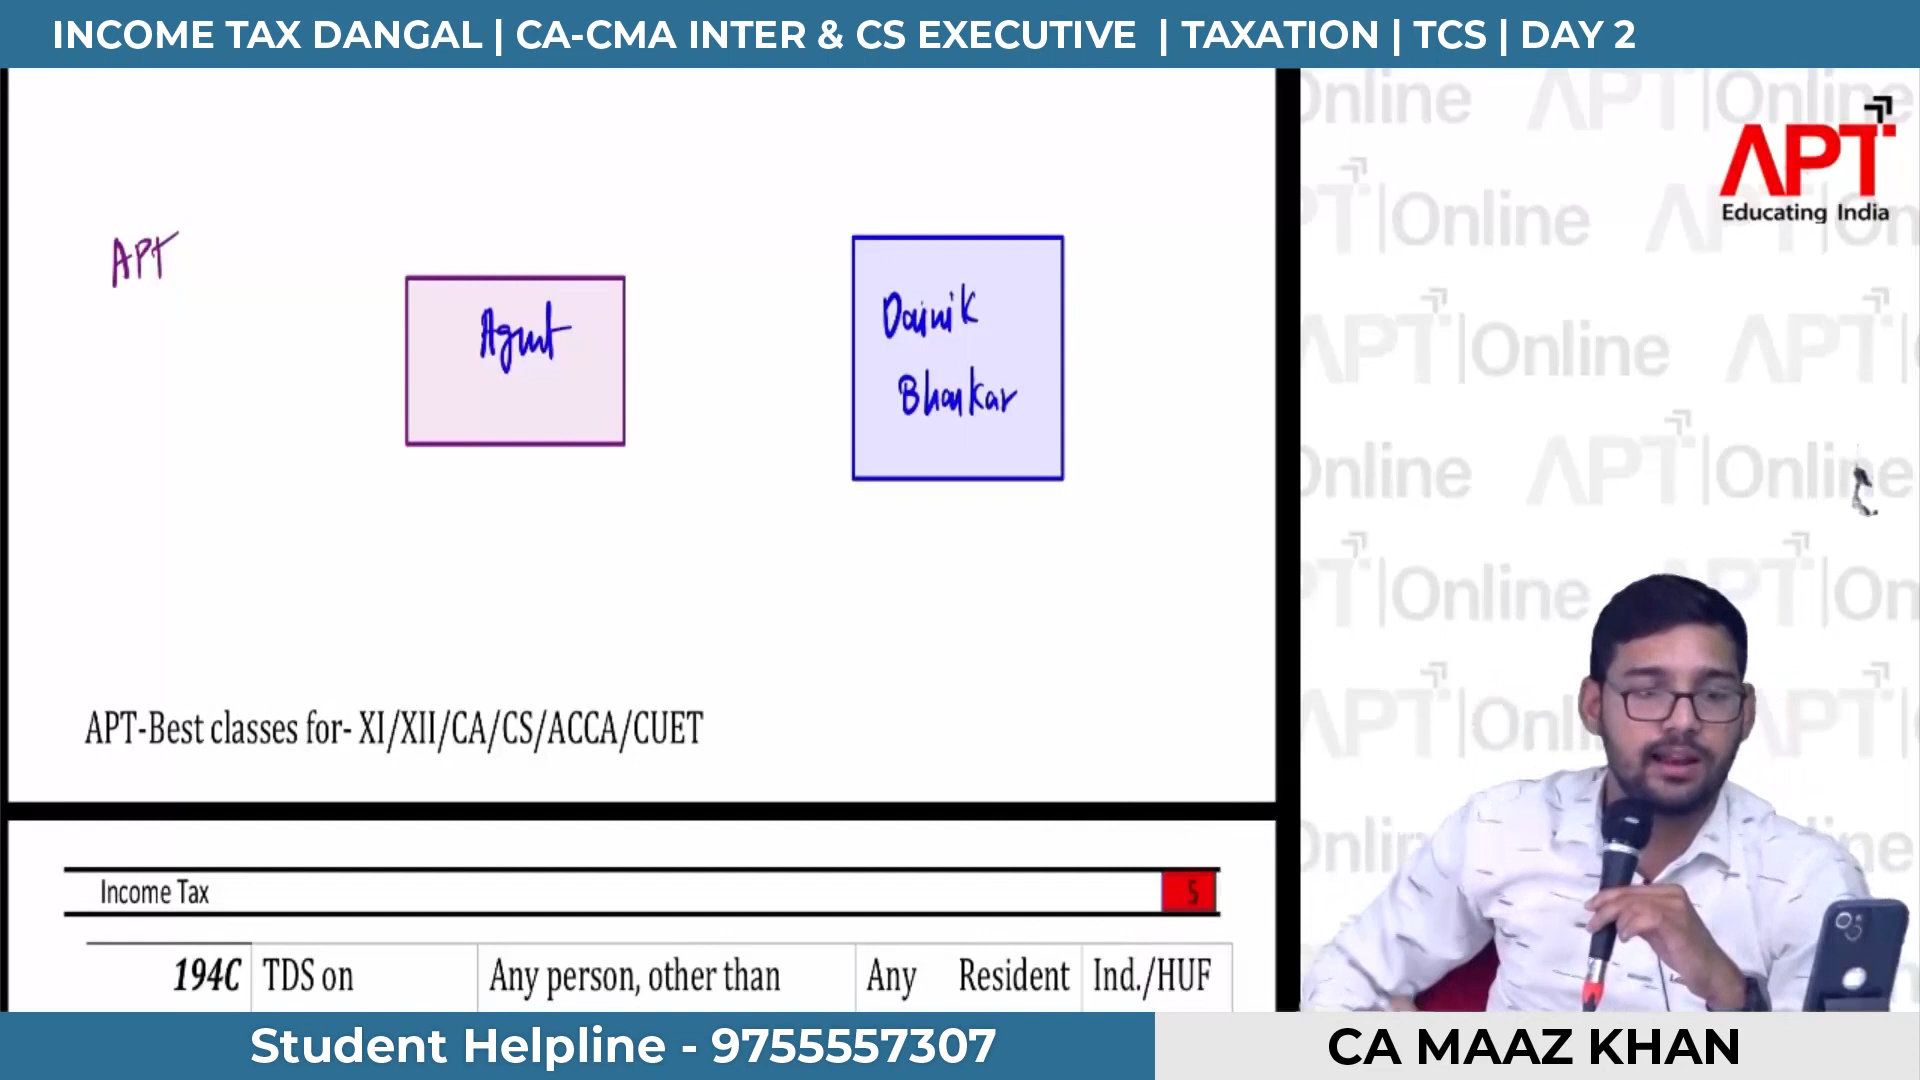 INCOME TAX DANGAL | CA-CMA INTER & CS EXECUTIVE | TAXATION | TCS | DAY 2
APT
Educating India
APT
Agent
Dainik
Bhaskar
APT-Best classes for- XI/XII/CA/CS/ACCA/CUET
Income Tax
5
194C TDS on Any person, other than Any Resident Ind./HUF
Student Helpline - 9755557307
CA MAAZ KHAN
APT|Online